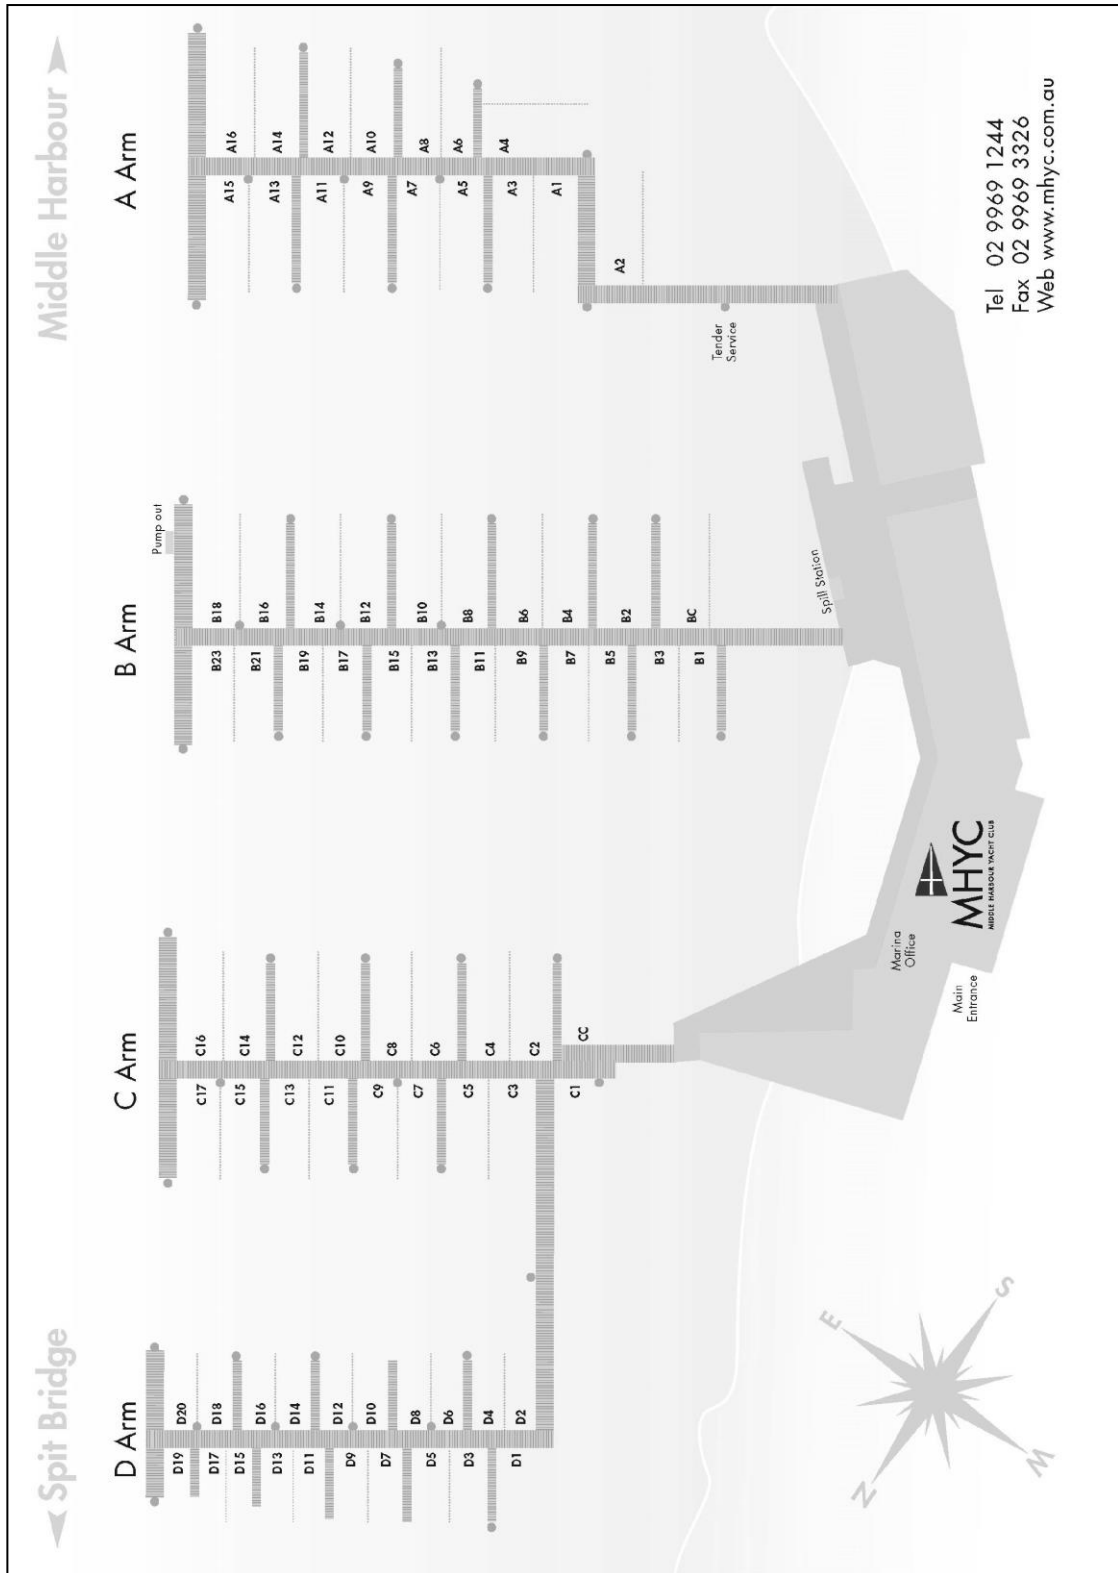 Spit Bridge
Middle Harbour
D Arm
C Arm
B Arm
A Arm
D19
D17
D15
D13
D11
D9
D7
D5
D3
D1
D20
D18
D16
D14
D12
D10
D8
D6
D4
D2
C17
C15
C13
C11
C9
C7
C5
C3
C1
C16
C14
C12
C10
C8
C6
C4
C2
CC
Pump out
B23
B21
B19
B17
B15
B13
B11
B9
B7
B5
B3
B1
B18
B16
B14
B12
B10
B8
B6
B4
B2
BC
A15
A13
A11
A9
A7
A5
A3
A1
A16
A14
A12
A10
A8
A6
A4
A2
Tender
Service
Spill Station
Marina
Office
Main
Entrance
MHYC
MIDDLE HARBOUR YACHT CLUB
N
E
S
W
Tel 02 9969 1244
Fax 02 9969 3326
Web www.mhyc.com.au